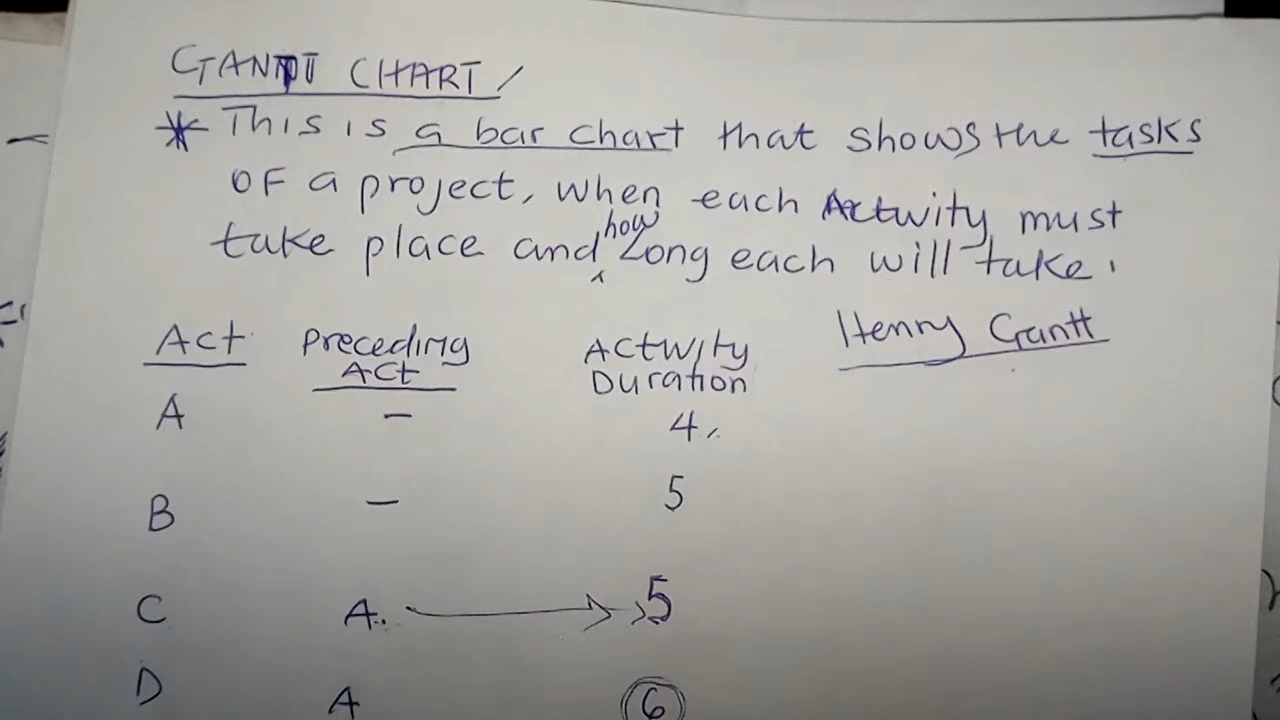 GANTT CHART
* This is a bar chart that shows the tasks
of a project, when each Activity must
take place and how long each will take.
Henry Gantt
Act Preceding Act Activity Duration
A - 4
B - 5
C A 5
D A 6